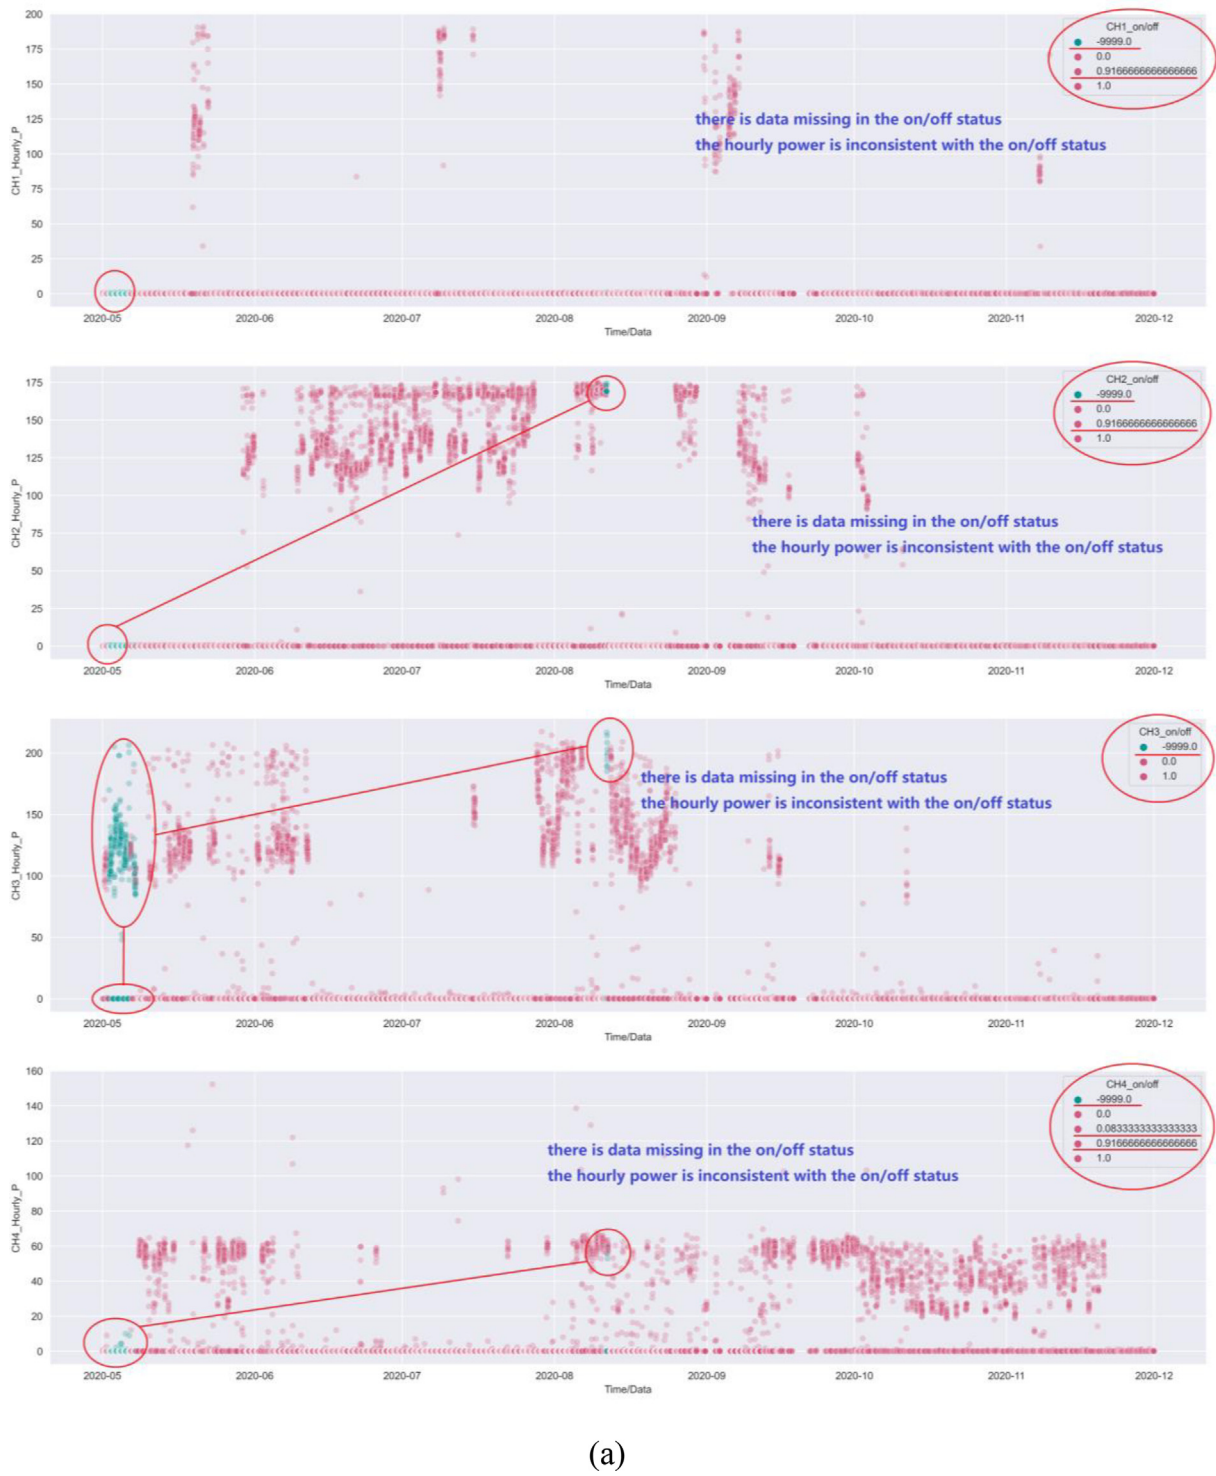 200
175
150
125
100
75
50
25
0
CH1_Hourly_P
CH1_on/off
-9999.0
0.0
0.9166666666666666
1.0
there is data missing in the on/off status
the hourly power is inconsistent with the on/off status
2020-05 2020-06 2020-07 2020-08 2020-09 2020-10 2020-11 2020-12
Time/Data
175
150
125
100
75
50
25
0
CH2_Hourly_P
CH2_on/off
-9999.0
0.0
0.9166666666666666
1.0
there is data missing in the on/off status
the hourly power is inconsistent with the on/off status
2020-05 2020-06 2020-07 2020-08 2020-09 2020-10 2020-11 2020-12
Time/Data
200
150
100
50
0
CH3_Hourly_P
CH3_on/off
-9999.0
0.0
1.0
there is data missing in the on/off status
the hourly power is inconsistent with the on/off status
2020-05 2020-06 2020-07 2020-08 2020-09 2020-10 2020-11 2020-12
Time/Data
160
140
120
100
80
60
40
20
0
CH4_Hourly_P
CH4_on/off
-9999.0
0.0
0.0833333333333333
0.9166666666666666
1.0
there is data missing in the on/off status
the hourly power is inconsistent with the on/off status
2020-05 2020-06 2020-07 2020-08 2020-09 2020-10 2020-11 2020-12
Time/Data
(a)